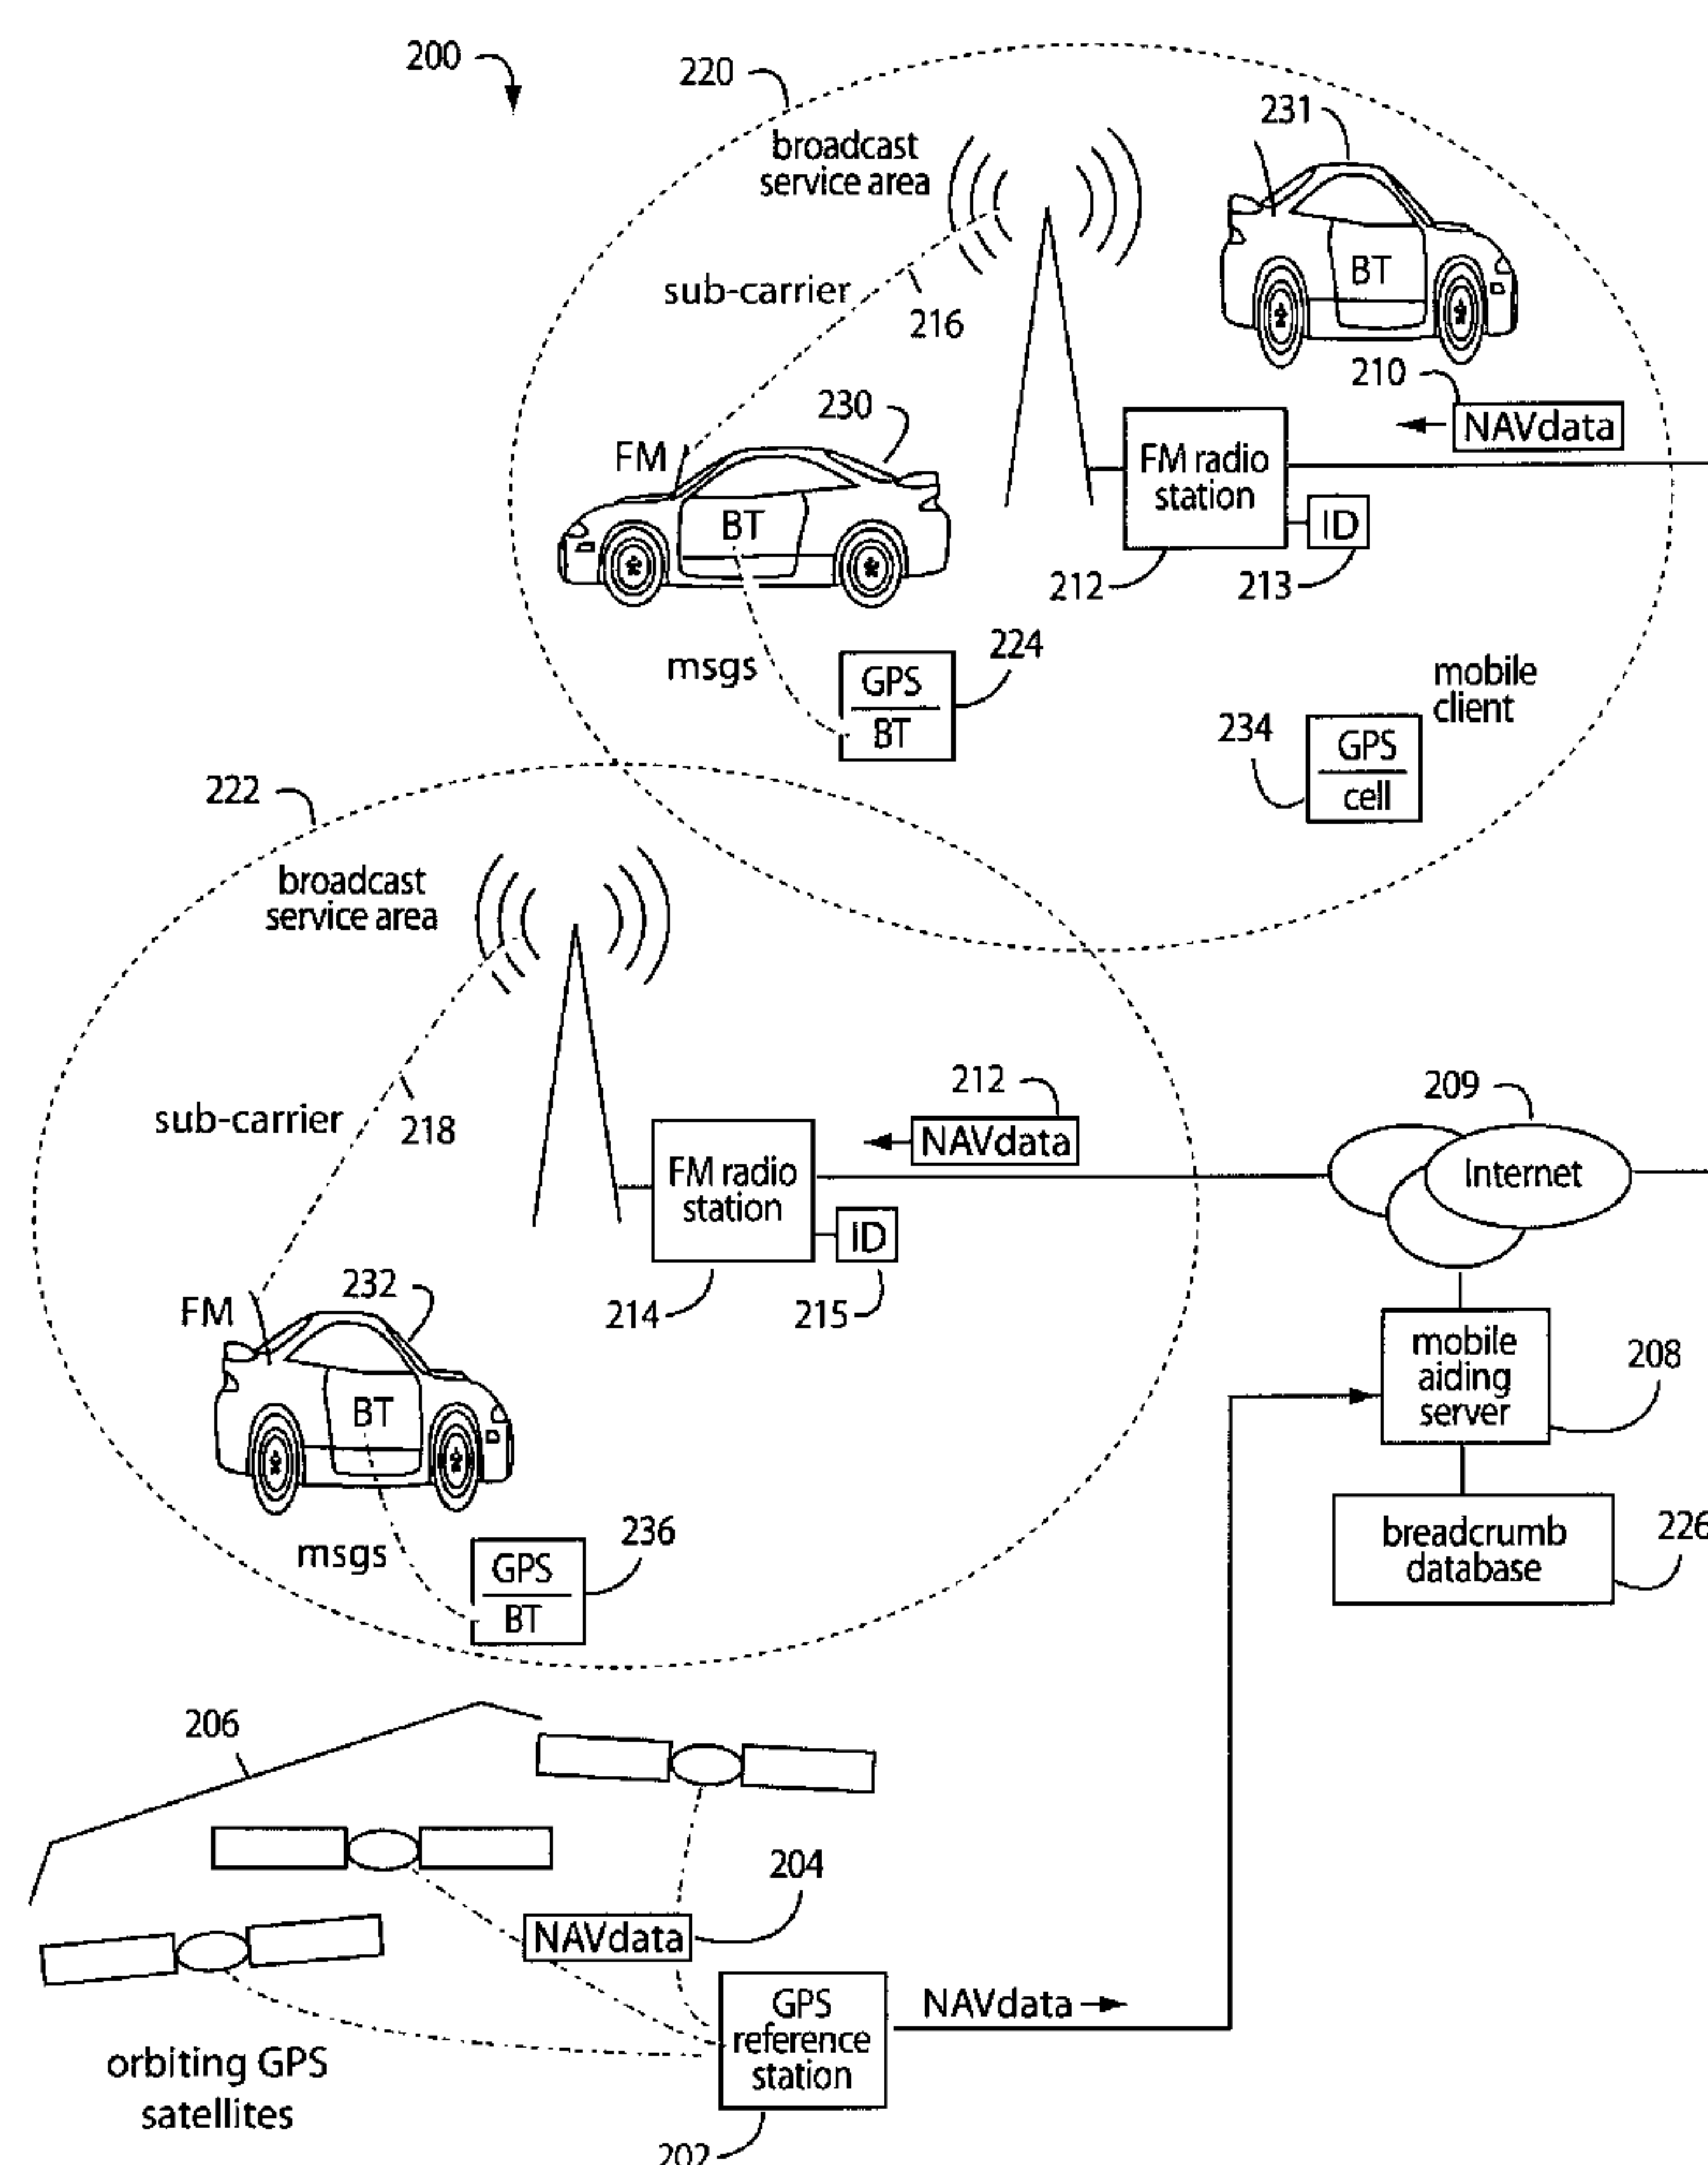 200
220
broadcast
service area
231
BT
sub-carrier
216
210
NAVdata
230
FM
BT
FM radio
station
ID
212
213
msgs
224
GPS
BT
mobile
client
234
GPS
cell
222
broadcast
service area
sub-carrier
218
212
NAVdata
209
Internet
FM radio
station
ID
214
215
FM
232
BT
mobile
aiding
server
208
msgs
236
GPS
BT
breadcrumb
database
226
206
204
NAVdata
GPS
reference
station
NAVdata
orbiting GPS
satellites
202